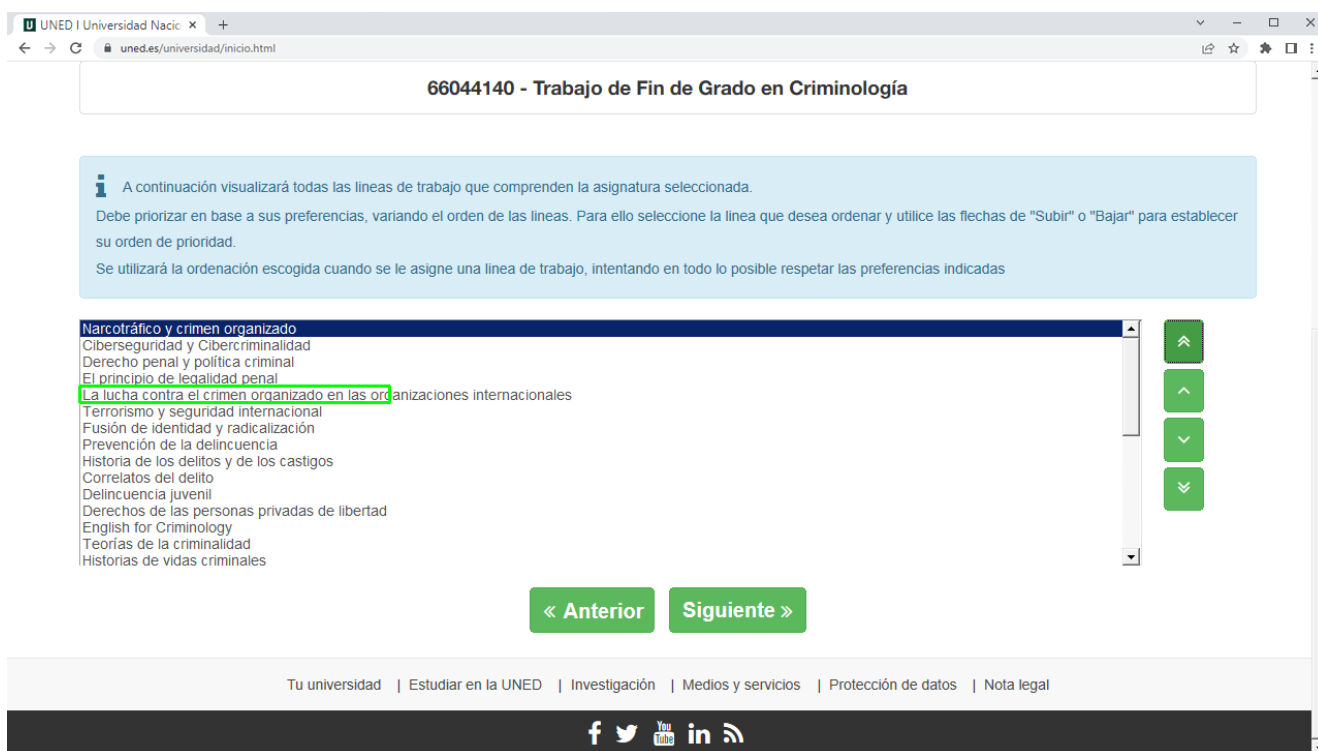 UNED I Universidad Nacio
uned.es/universidad/inicio.html
66044140 - Trabajo de Fin de Grado en Criminología
A continuación visualizará todas las lineas de trabajo que comprenden la asignatura seleccionada.
Debe priorizar en base a sus preferencias, variando el orden de las lineas. Para ello seleccione la linea que desea ordenar y utilice las flechas de "Subir" o "Bajar" para establecer
su orden de prioridad.
Se utilizará la ordenación escogida cuando se le asigne una linea de trabajo, intentando en todo lo posible respetar las preferencias indicadas
Narcotráfico y crimen organizado
Ciberseguridad y Cibercriminalidad
Derecho penal y política criminal
El principio de legalidad penal
La lucha contra el crimen organizado en las organizaciones internacionales
Terrorismo y seguridad internacional
Fusión de identidad y radicalización
Prevención de la delincuencia
Historia de los delitos y de los castigos
Correlatos del delito
Delincuencia juvenil
Derechos de las personas privadas de libertad
English for Criminology
Teorías de la criminalidad
Historias de vidas criminales
« Anterior Siguiente »
Tu universidad | Estudiar en la UNED | Investigación | Medios y servicios | Protección de datos | Nota legal
You Tube